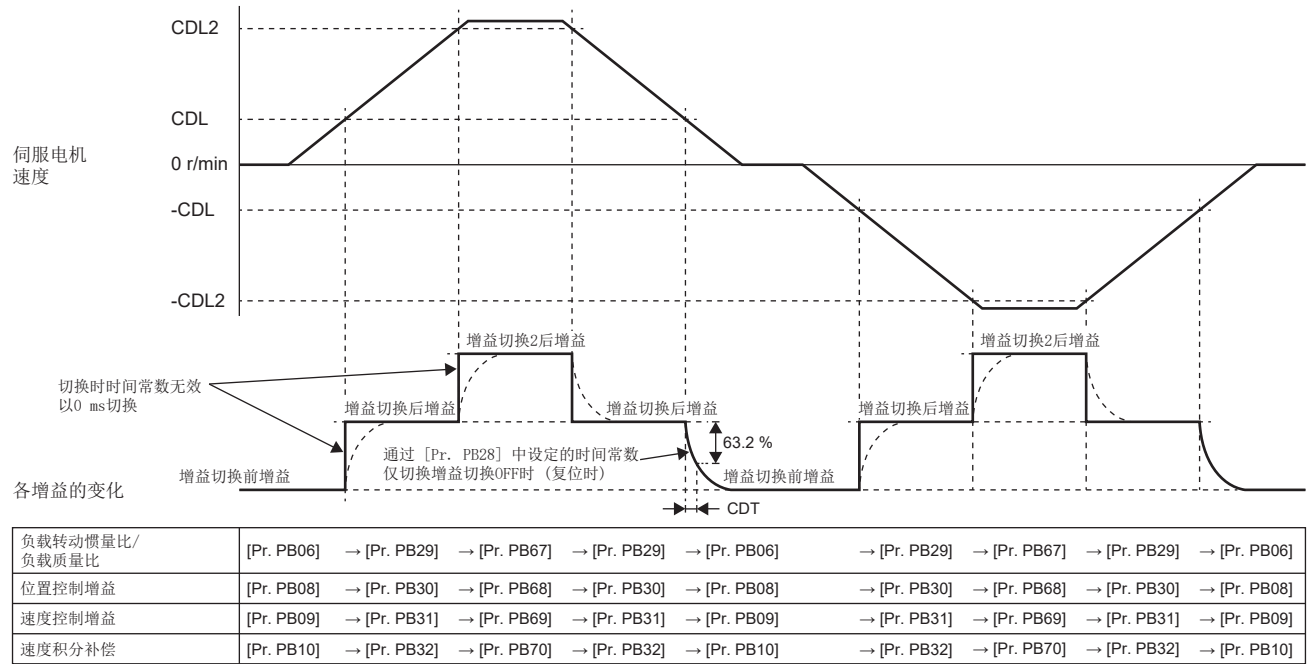 CDL2
CDL
伺服电机
速度
0 r/min
-CDL
-CDL2
增益切换2后增益
增益切换2后增益
切换时时间常数无效
以0 ms切换
增益切换后增益
增益切换后增益
增益切换后增益
63.2 %
通过 [Pr. PB28] 中设定的时间常数
仅切换增益切换OFF时 (复位时)
增益切换前增益
增益切换前增益
各增益的变化
CDT
负载转动惯量比/
负载质量比
[Pr. PB06] → [Pr. PB29] → [Pr. PB67] → [Pr. PB29] → [Pr. PB06] → [Pr. PB29] → [Pr. PB67] → [Pr. PB29] → [Pr. PB06]
位置控制增益 [Pr. PB08] → [Pr. PB30] → [Pr. PB68] → [Pr. PB30] → [Pr. PB08] → [Pr. PB30] → [Pr. PB68] → [Pr. PB30] → [Pr. PB08]
速度控制增益 [Pr. PB09] → [Pr. PB31] → [Pr. PB69] → [Pr. PB31] → [Pr. PB09] → [Pr. PB31] → [Pr. PB69] → [Pr. PB31] → [Pr. PB09]
速度积分补偿 [Pr. PB10] → [Pr. PB32] → [Pr. PB70] → [Pr. PB32] → [Pr. PB10] → [Pr. PB32] → [Pr. PB70] → [Pr. PB32] → [Pr. PB10]